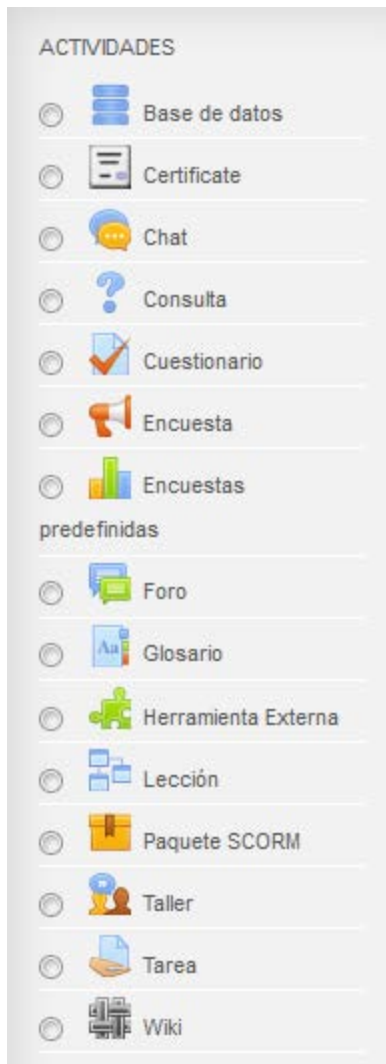 ACTIVIDADES
Base de datos
Certificate
Chat
Consulta
Cuestionario
Encuesta
Encuestas
predefinidas
Foro
Aa
Glosario
Herramienta Externa
Lección
Paquete SCORM
Taller
Tarea
Wiki